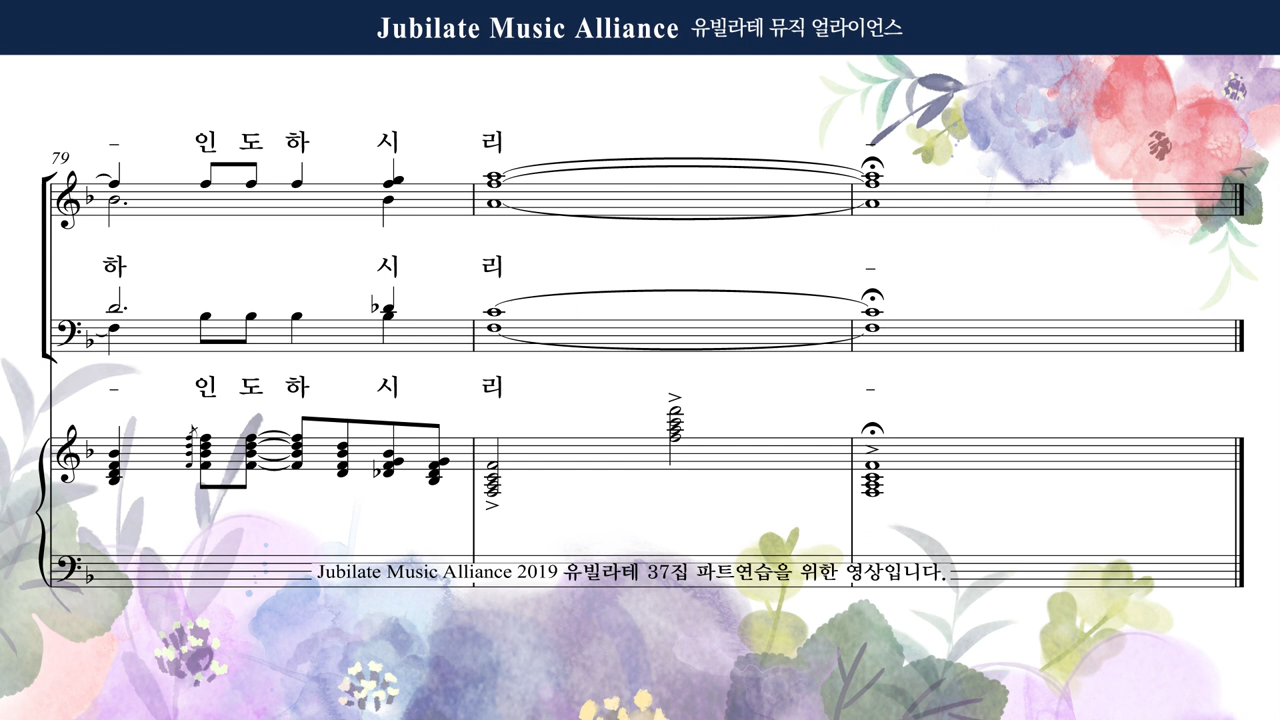 Jubilate Music Alliance 유빌라테 뮤직 얼라이언스
- 인 도 하 시 리 -
79
하 시 리 -
- 인 도 하 시 리 -
Jubilate Music Alliance 2019 유빌라테 37집 파트연습을 위한 영상입니다.